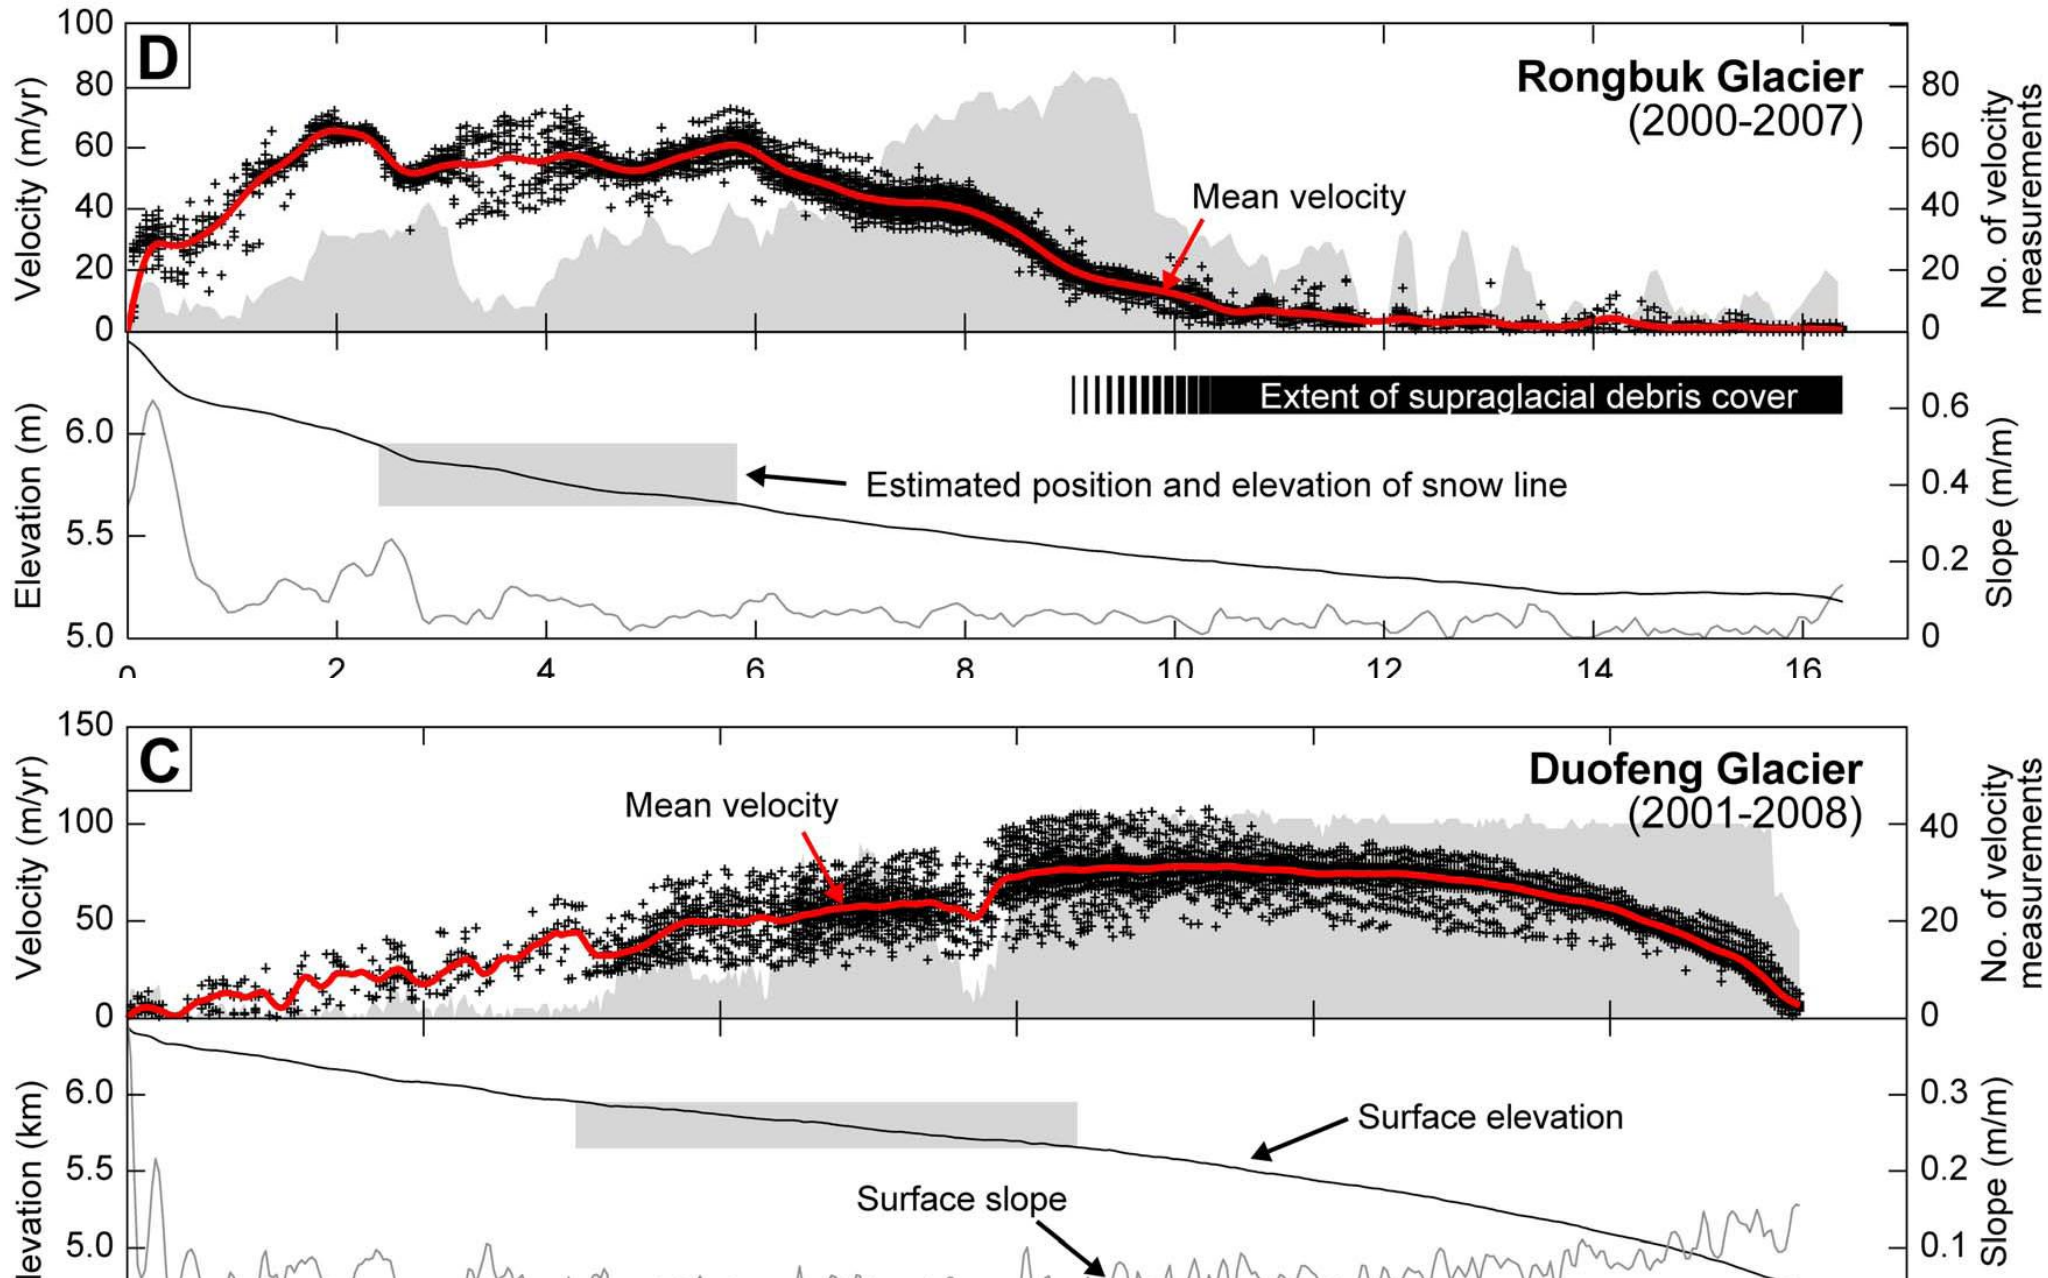 D
Rongbuk Glacier
(2000-2007)
Velocity (m/yr)
100
80
60
40
20
0
No. of velocity
measurements
80
60
40
20
0
Mean velocity
Extent of supraglacial debris cover
Estimated position and elevation of snow line
Elevation (m)
6.0
5.5
5.0
Slope (m/m)
0.6
0.4
0.2
0
0 2 4 6 8 10 12 14 16
C
Duofeng Glacier
(2001-2008)
Velocity (m/yr)
150
100
50
0
No. of velocity
measurements
40
20
0
Mean velocity
Surface elevation
Surface slope
levation (km)
6.0
5.5
5.0
Slope (m/m)
0.3
0.2
0.1